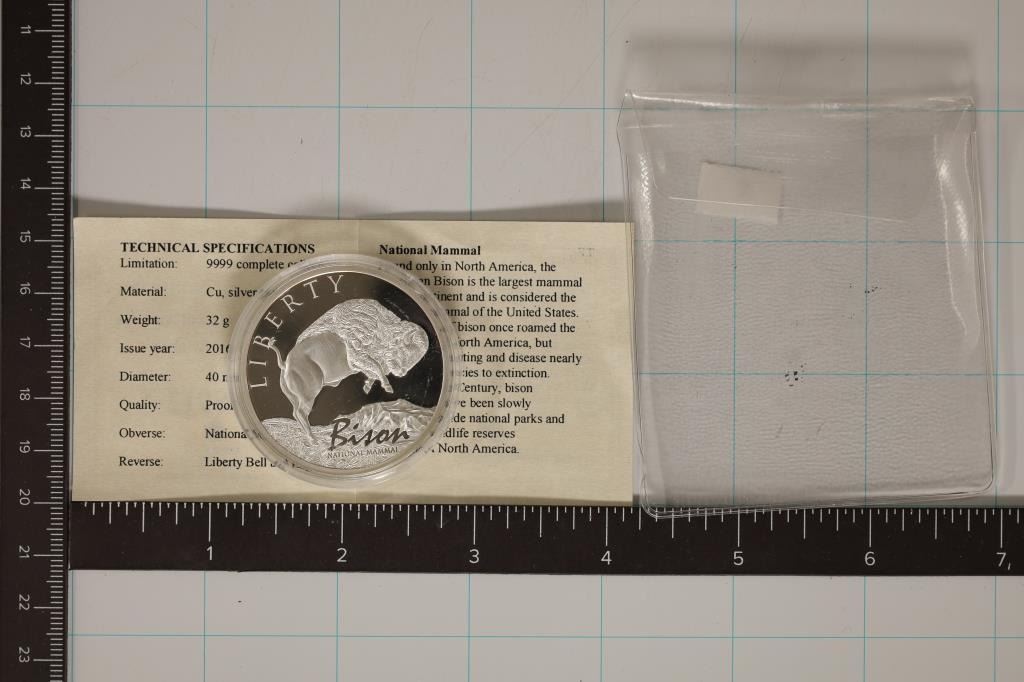 11
12
13
14
15
16
17
18
19
20
21
22
23
TECHNICAL SPECIFICATIONS
Limitation: 9999 complete
Material: Cu, silver
Weight: 32 g
Issue year: 2016
Diameter: 40
Quality: Proof
Obverse: National
Reverse: Liberty Bell
National Mammal
only in North America, the
Bison is the largest mammal
and is considered the
of the United States.
bison once roamed the
North America, but
and disease nearly
to extinction.
Century, bison
been slowly
national parks and
reserves
North America.
LIBERTY
Bison
NATIONAL MAMMAL
1 2 3 4 5 6 7